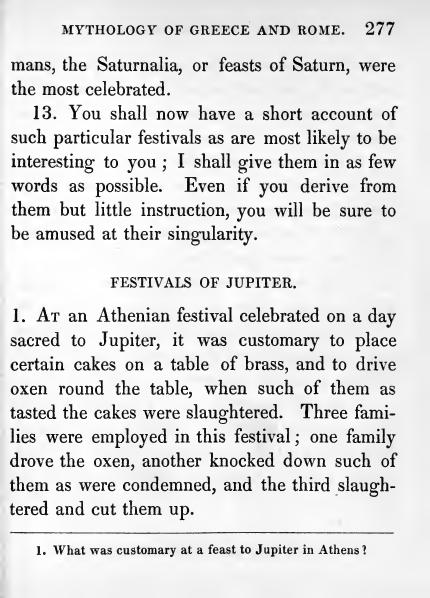 MYTHOLOGY OF GREECE AND ROME. 277
mans, the Saturnalia, or feasts of Saturn, were
the most celebrated.
13. You shall now have a short account of
such particular festivals as are most likely to be
interesting to you ; I shall give them in as few
words as possible. Even if you derive from
them but little instruction, you will be sure to
be amused at their singularity.
FESTIVALS OF JUPITER.
1. At an Athenian festival celebrated on a day
sacred to Jupiter, it was customary to place
certain cakes on a table of brass, and to drive
oxen round the table, when such of them as
tasted the cakes were slaughtered. Three fami-
lies were employed in this festival ; one family
drove the oxen, another knocked down such of
them as were condemned, and the third slaugh-
tered and cut them up.
1. What was customary at a feast to Jupiter in Athens ?